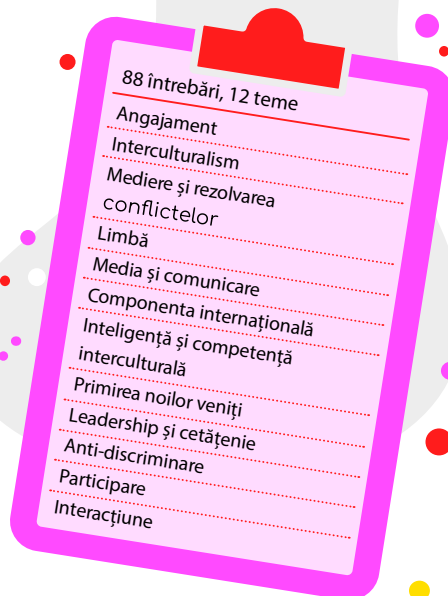 88 întrebări, 12 teme
Angajament
Interculturalism
Mediere și rezolvarea
conflictelor
Limbă
Media și comunicare
Componenta internațională
Inteligență și competență
interculturală
Primirea noilor veniți
Leadership și cetățenie
Anti-discriminare
Participare
Interacțiune